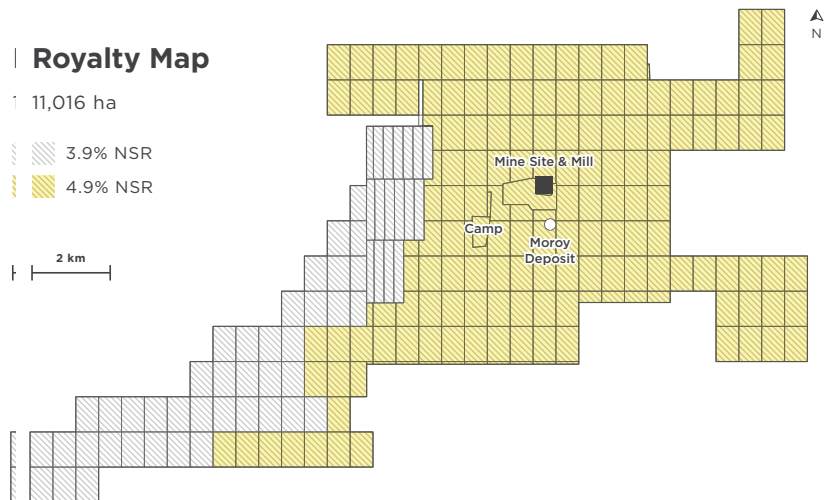 Royalty Map
11,016 ha
3.9% NSR
4.9% NSR
2 km
N
Mine Site & Mill
Camp
Moroy
Deposit